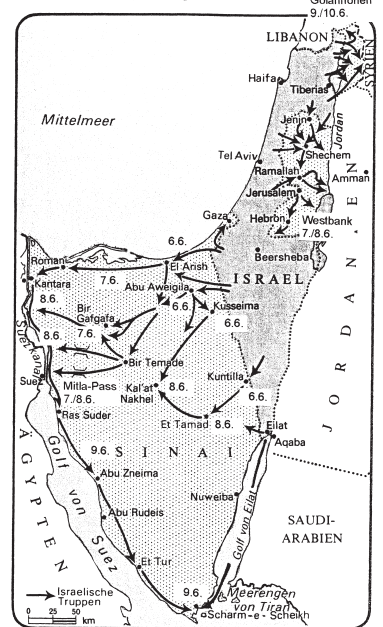 Golanhöhen
9./10.6.
LIBANON
SYRIEN
Haifa
Tiberias
Mittelmeer
Jenin
Jordan
Tel Aviv
Shechem
Ramallah
Amman
Jerusalem
Gaza
Hebron
Westbank
7./8.6.
6.6.
Beersheba
Romani
El Arish
ISRAEL
7.6.
Kantara
Abu Aweigila
8.6.
Bir
Gafgafa
6.6.
Kusseima
7.6.
6.6.
8.6.
Suezkanal
Bir Temade
JORDANIEN
Suez
Mitla-Pass
7./8.6.
Kal'at
Nakhel
8.6.
Kuntilla
6.6.
Ras Suder
Et Tamad
8.6.
Eilat
Aqaba
SINAI
9.6.
Abu Zneima
ÄGYPTEN
Golf von Suez
Nuweiba
Golf von Eilat
Abu Rudeis
SAUDI-
ARABIEN
Et Tur
9.6.
Meerengen
von Tiran
Israelische
Truppen
Scharm-e-Scheikh
0 25 50
km